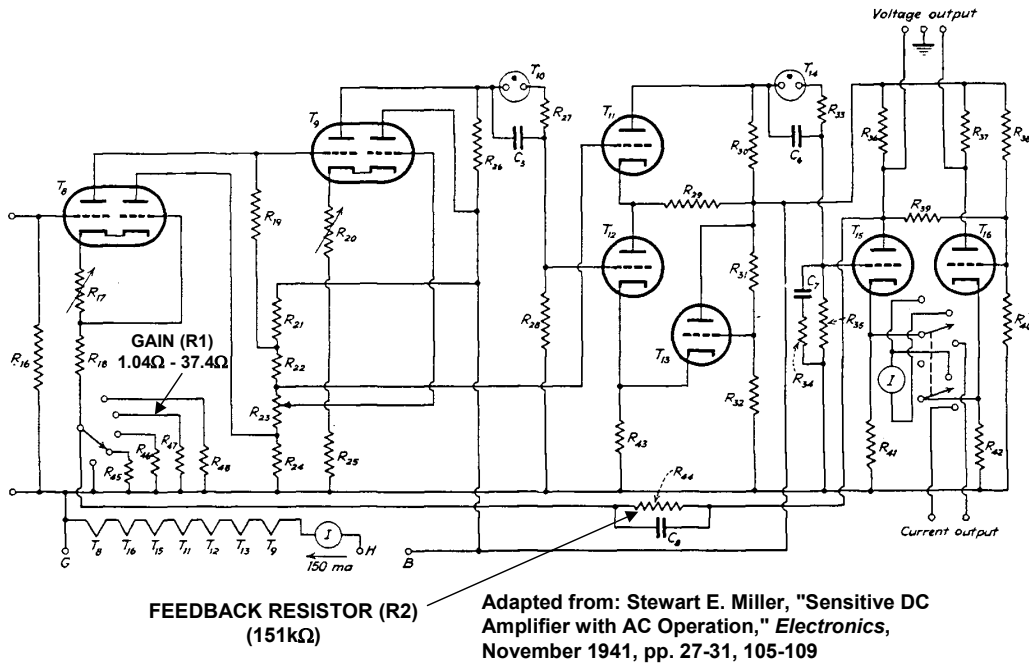 Voltage output
T10
T14
T9
T11
R27
R33
C5
C6
R36
R37
R38
R26
R30
T8
R19
R20
R29
R39
T12
T15
T16
R17
R21
R31
C7
R28
R35
R40
GAIN (R1)
1.04Ω - 37.4Ω
R16
R18
R22
T13
I
R34
R23
R32
R47
R46
R48
R45
R24
R25
R43
R41
R42
R44
C8
Current output
I
G
T8
T16
T15
T11
T12
T13
T9
H
B
150 ma
FEEDBACK RESISTOR (R2)
(151kΩ)
Adapted from: Stewart E. Miller, "Sensitive DC
Amplifier with AC Operation," Electronics,
November 1941, pp. 27-31, 105-109